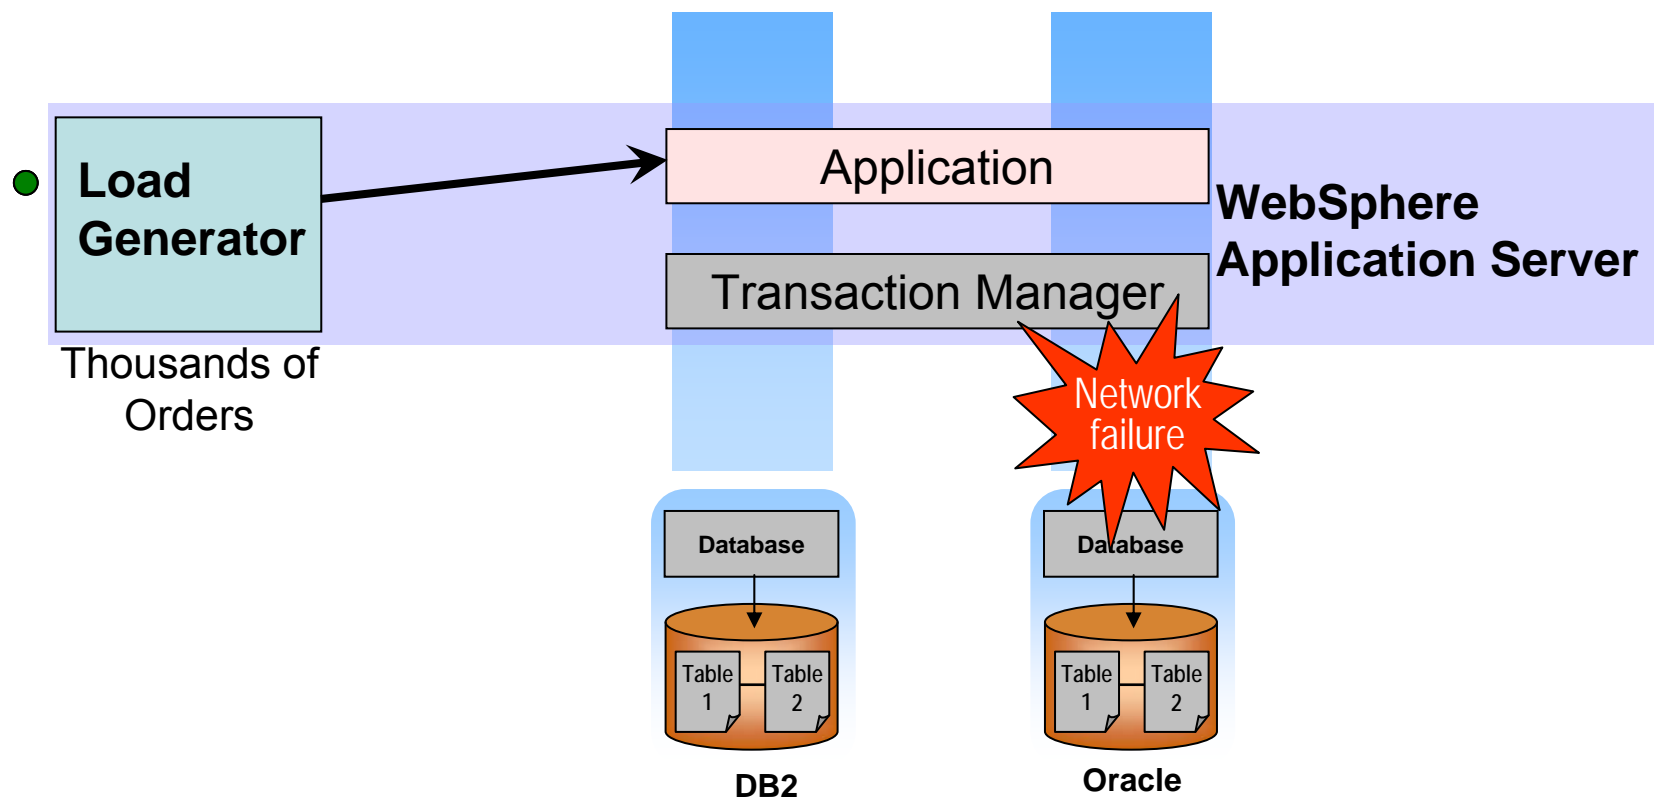 Load
Generator
Thousands of
Orders
Application
Transaction Manager
WebSphere
Application Server
Network
failure
Database
Table
1
Table
2
DB2
Database
Table
1
Table
2
Oracle